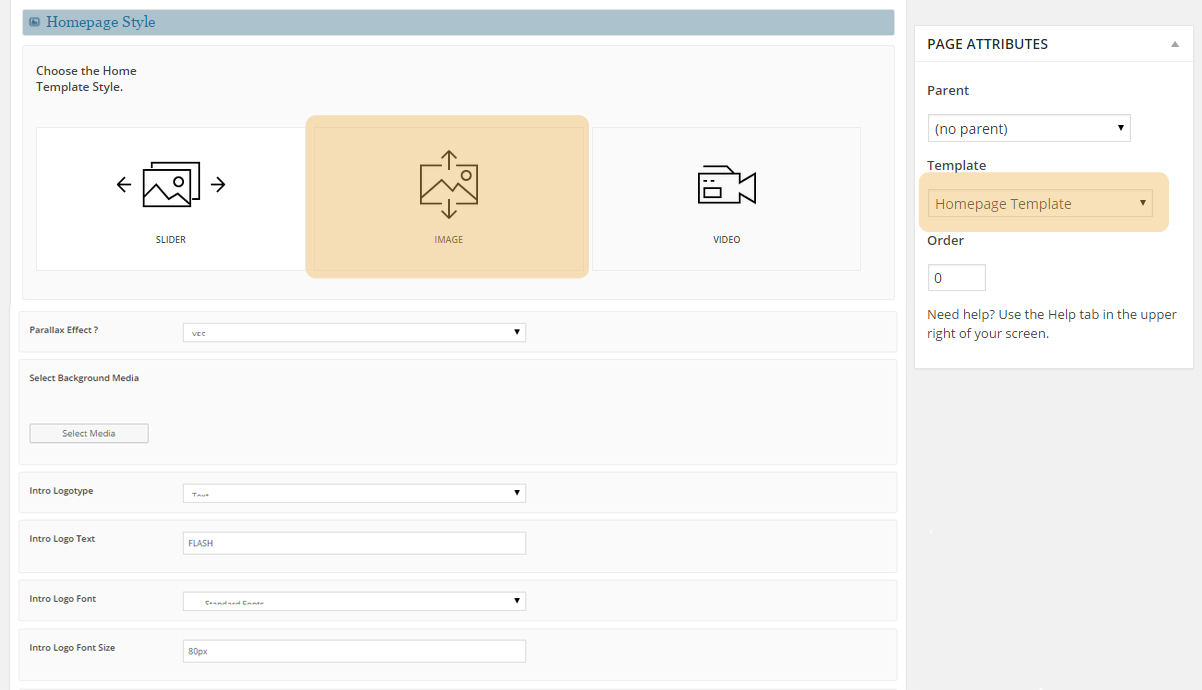 Homepage Style
Choose the Home
Template Style.
SLIDER
IMAGE
VIDEO
Parallax Effect ?
YES
Select Background Media
Select Media
Intro Logotype
Text
Intro Logo Text
FLASH
Intro Logo Font
Standard Fonts
Intro Logo Font Size
80px
PAGE ATTRIBUTES
Parent
(no parent)
Template
Homepage Template
Order
0
Need help? Use the Help tab in the upper
right of your screen.